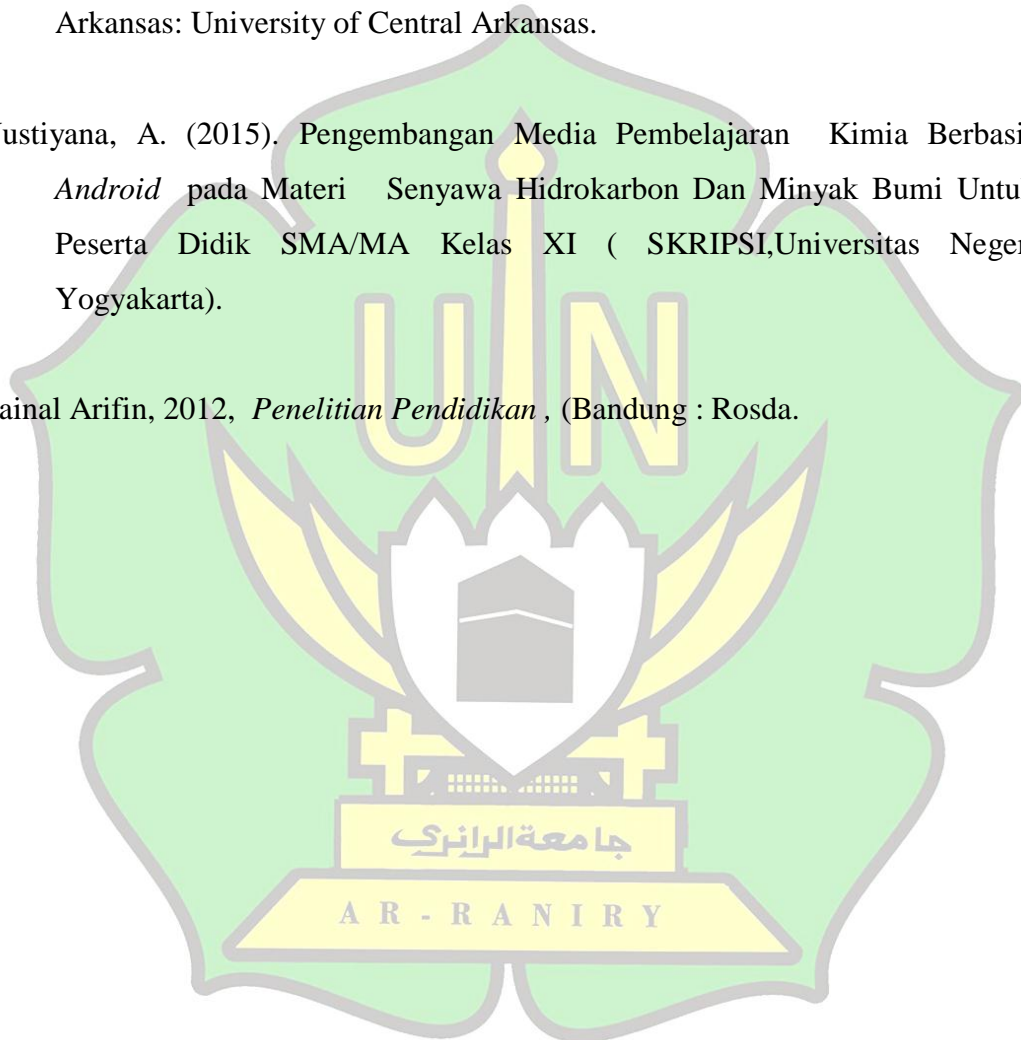 Arkansas: University of Central Arkansas.
ustiyana, A. (2015). Pengembangan Media Pembelajaran Kimia Berbasi
Android pada Materi Senyawa Hidrokarbon Dan Minyak Bumi Untu
Peserta Didik SMA/MA Kelas XI ( SKRIPSI,Universitas Neger
Yogyakarta).
ainal Arifin, 2012, Penelitian Pendidikan , (Bandung : Rosda.
UIN
جامعةالرانري
AR-RANIRY